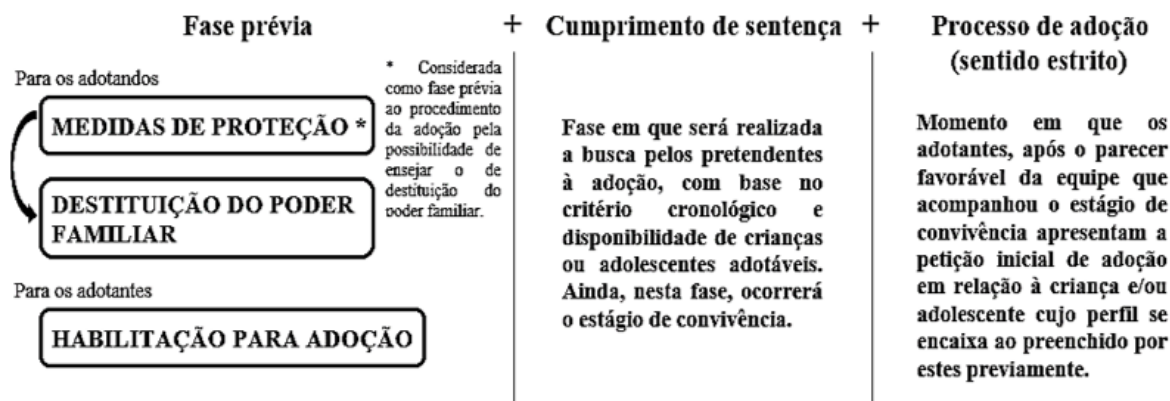 Fase prévia
Para os adotandos
MEDIDAS DE PROTEÇÃO *
DESTITUIÇÃO DO PODER
FAMILIAR
* Considerada
como fase prévia
ao procedimento
da adoção pela
possibilidade de
ensejar o de
destituição do
poder familiar.
Para os adotantes
HABILITAÇÃO PARA ADOÇÃO
+
Cumprimento de sentença
Fase em que será realizada
a busca pelos pretendentes
à adoção, com base no
critério cronológico e
disponibilidade de crianças
ou adolescentes adotáveis.
Ainda, nesta fase, ocorrerá
o estágio de convivência.
+
Processo de adoção
(sentido estrito)
Momento em que os
adotantes, após o parecer
favorável da equipe que
acompanhou o estágio de
convivência apresentam a
petição inicial de adoção
em relação à criança e/ou
adolescente cujo perfil se
encaixa ao preenchido por
estes previamente.